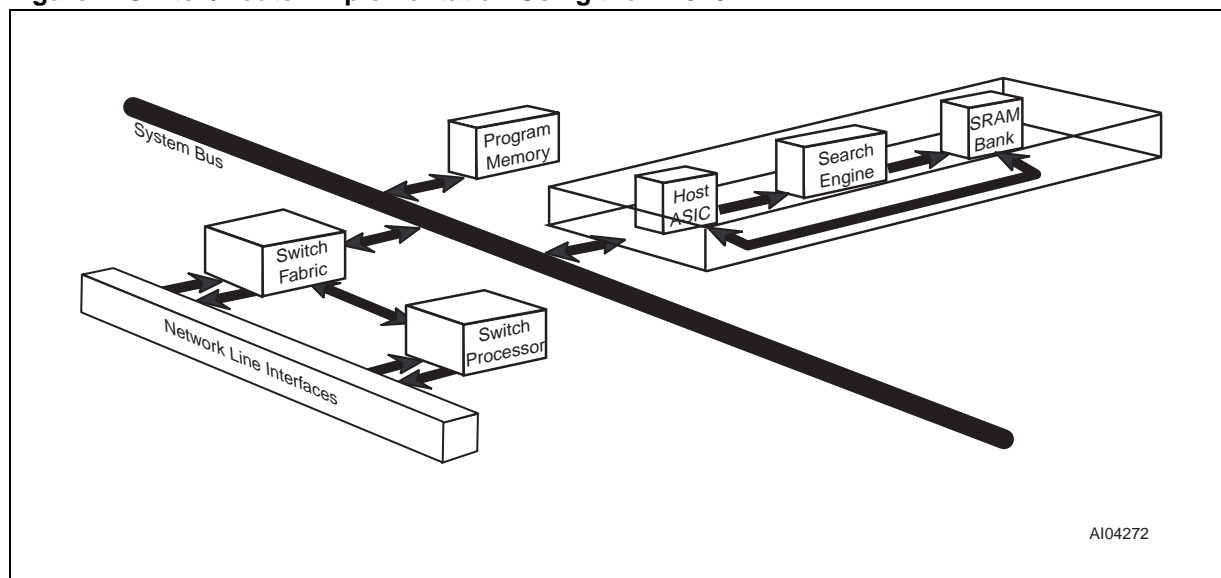 System Bus
Program
Memory
SRAM
Bank
Search
Engine
Host
ASIC
Switch
Fabric
Switch
Processor
Network Line Interfaces
AI04272